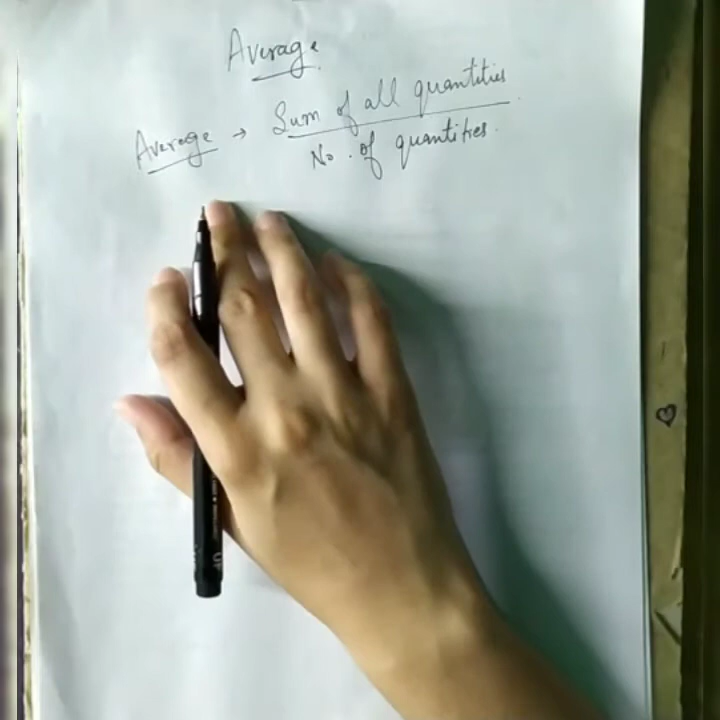 Average
Average → Sum of all quantities
No. of quantities.